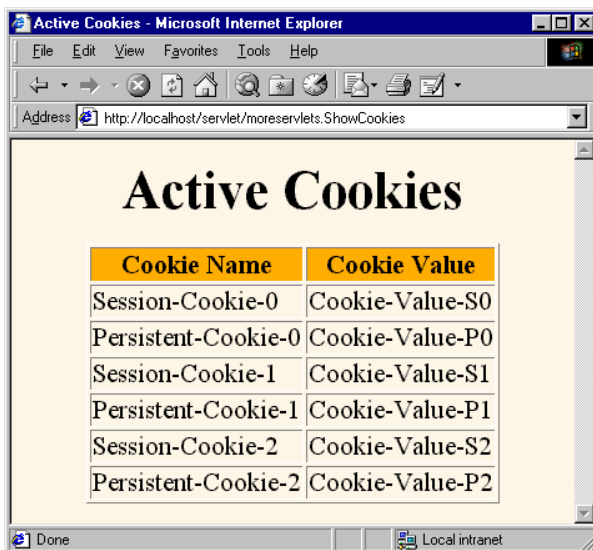 Active Cookies - Microsoft Internet Explorer
File Edit View Favorites Tools Help
Address http://localhost/servlet/moreservlets.ShowCookies
Active Cookies
Cookie Name Cookie Value
Session-Cookie-0 Cookie-Value-S0
Persistent-Cookie-0 Cookie-Value-P0
Session-Cookie-1 Cookie-Value-S1
Persistent-Cookie-1 Cookie-Value-P1
Session-Cookie-2 Cookie-Value-S2
Persistent-Cookie-2 Cookie-Value-P2
Done Local intranet